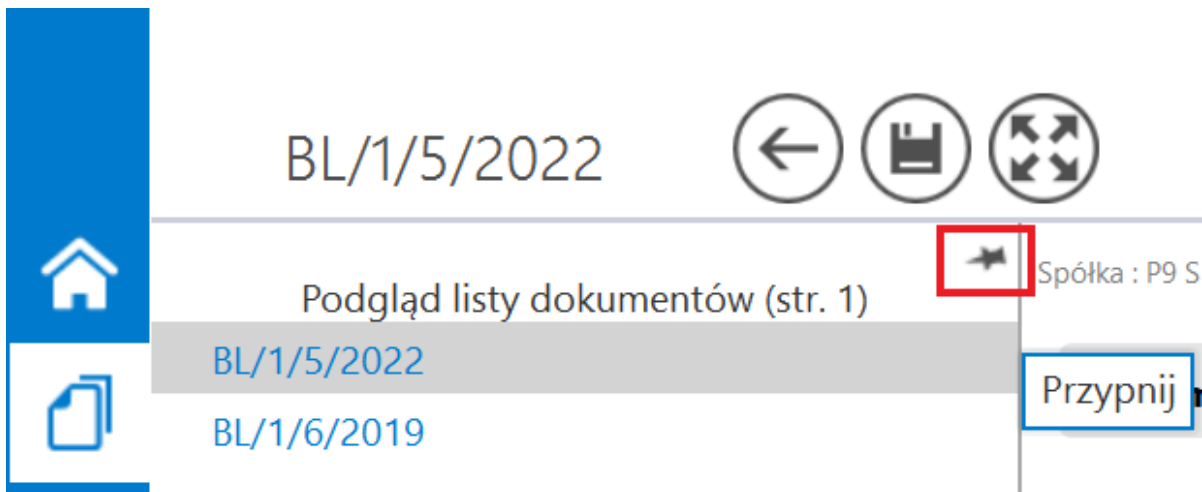 BL/1/5/2022
Podgląd listy dokumentów (str. 1)
Spółka : P9 S
BL/1/5/2022
Przypnij
BL/1/6/2019